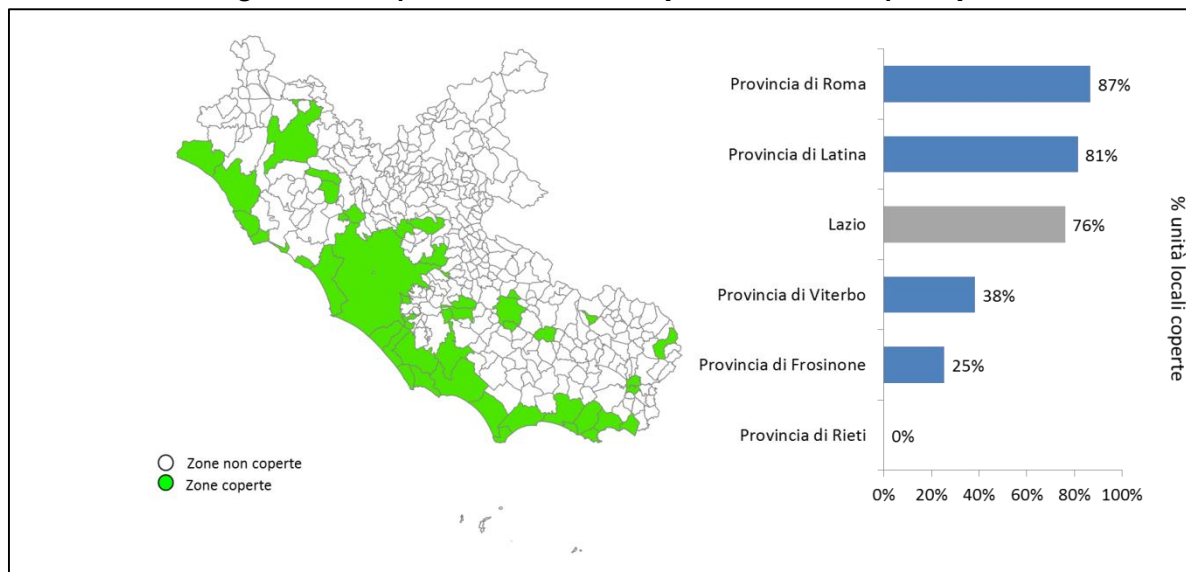 Zone non coperte
Zone coperte
Provincia di Roma
87%
Provincia di Latina
81%
Lazio
76%
Provincia di Viterbo
38%
Provincia di Frosinone
25%
Provincia di Rieti
0%
0% 20% 40% 60% 80% 100%
% unità locali coperte